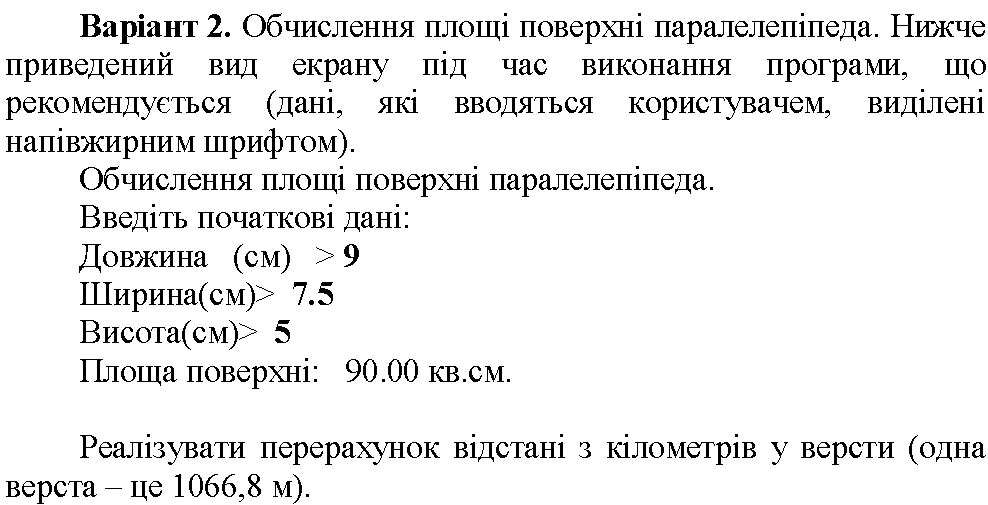 Варіант 2. Обчислення площі поверхні паралелепіпеда. Нижче
приведений вид екрану під час виконання програми, що
рекомендується (дані, які вводяться користувачем, виділені
напівжирним шрифтом).
Обчислення площі поверхні паралелепіпеда.
Введіть початкові дані:
Довжина (см) > 9
Ширина(см)> 7.5
Висота(см)> 5
Площа поверхні: 90.00 кв.см.
Реалізувати перерахунок відстані з кілометрів у версти (одна
верста – це 1066,8 м).